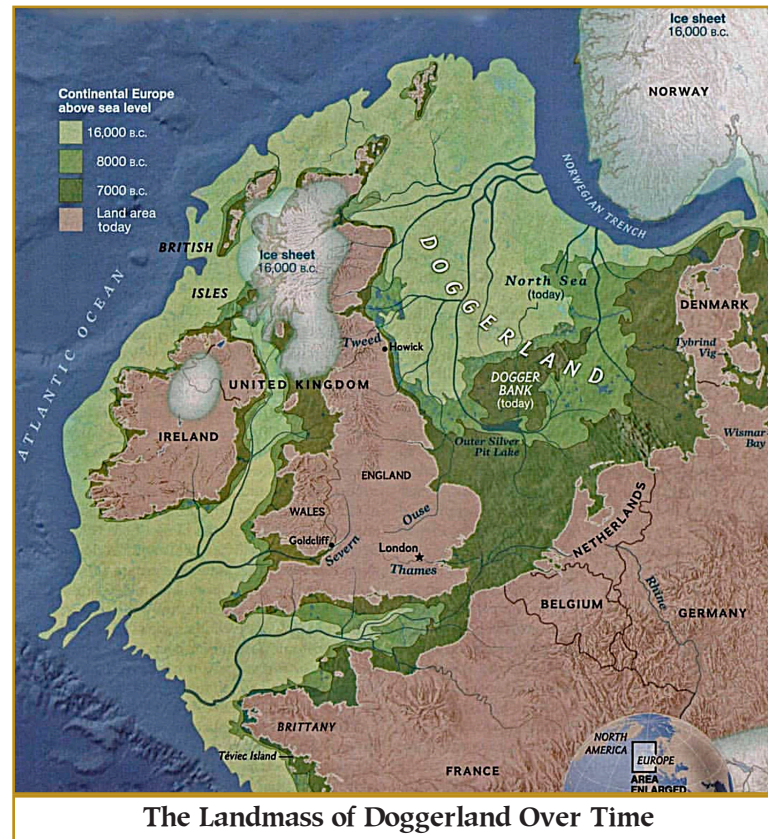 Ice sheet
16,000 B.C.
NORWAY
Continental Europe
above sea level
16,000 B.C.
8000 B.C.
7000 B.C.
Land area
today
NORWEGIAN TRENCH
BRITISH
ISLES
Ice sheet
16,000 B.C.
DOGGERLAND
North Sea
(today)
DENMARK
ATLANTIC OCEAN
Tweed
Howick
Tybrind
Vig
UNITED KINGDOM
DOGGER
BANK
(today)
IRELAND
Outer Silver
Pit Lake
Wismar
Bay
ENGLAND
WALES
Ouse
NETHERLANDS
Goldcliff
Severn
London
Thames
BELGIUM
Rhine
GERMANY
BRITTANY
Téviec Island
FRANCE
NORTH
AMERICA
EUROPE
AREA
ENLARGED
The Landmass of Doggerland Over Time